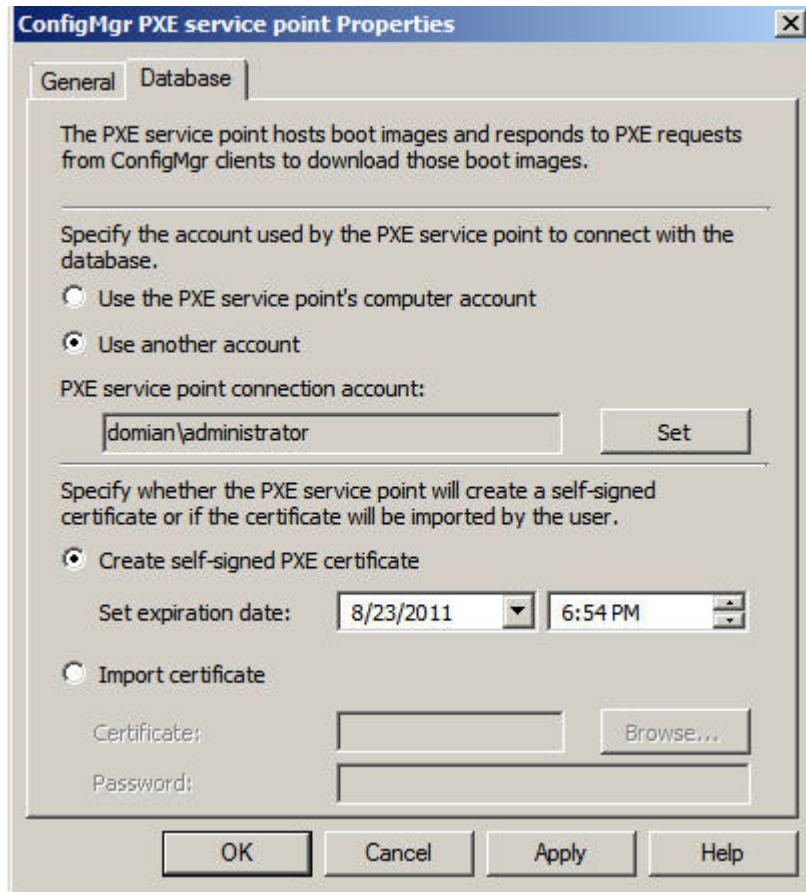 ConfigMgr PXE service point Properties
General
Database
The PXE service point hosts boot images and responds to PXE requests
from ConfigMgr clients to download those boot images.
Specify the account used by the PXE service point to connect with the
database.
Use the PXE service point's computer account
Use another account
PXE service point connection account:
domian\administrator
Set
Specify whether the PXE service point will create a self-signed
certificate or if the certificate will be imported by the user.
Create self-signed PXE certificate
Set expiration date:
8/23/2011
6:54 PM
Import certificate
Certificate:
Browse...
Password:
OK
Cancel
Apply
Help